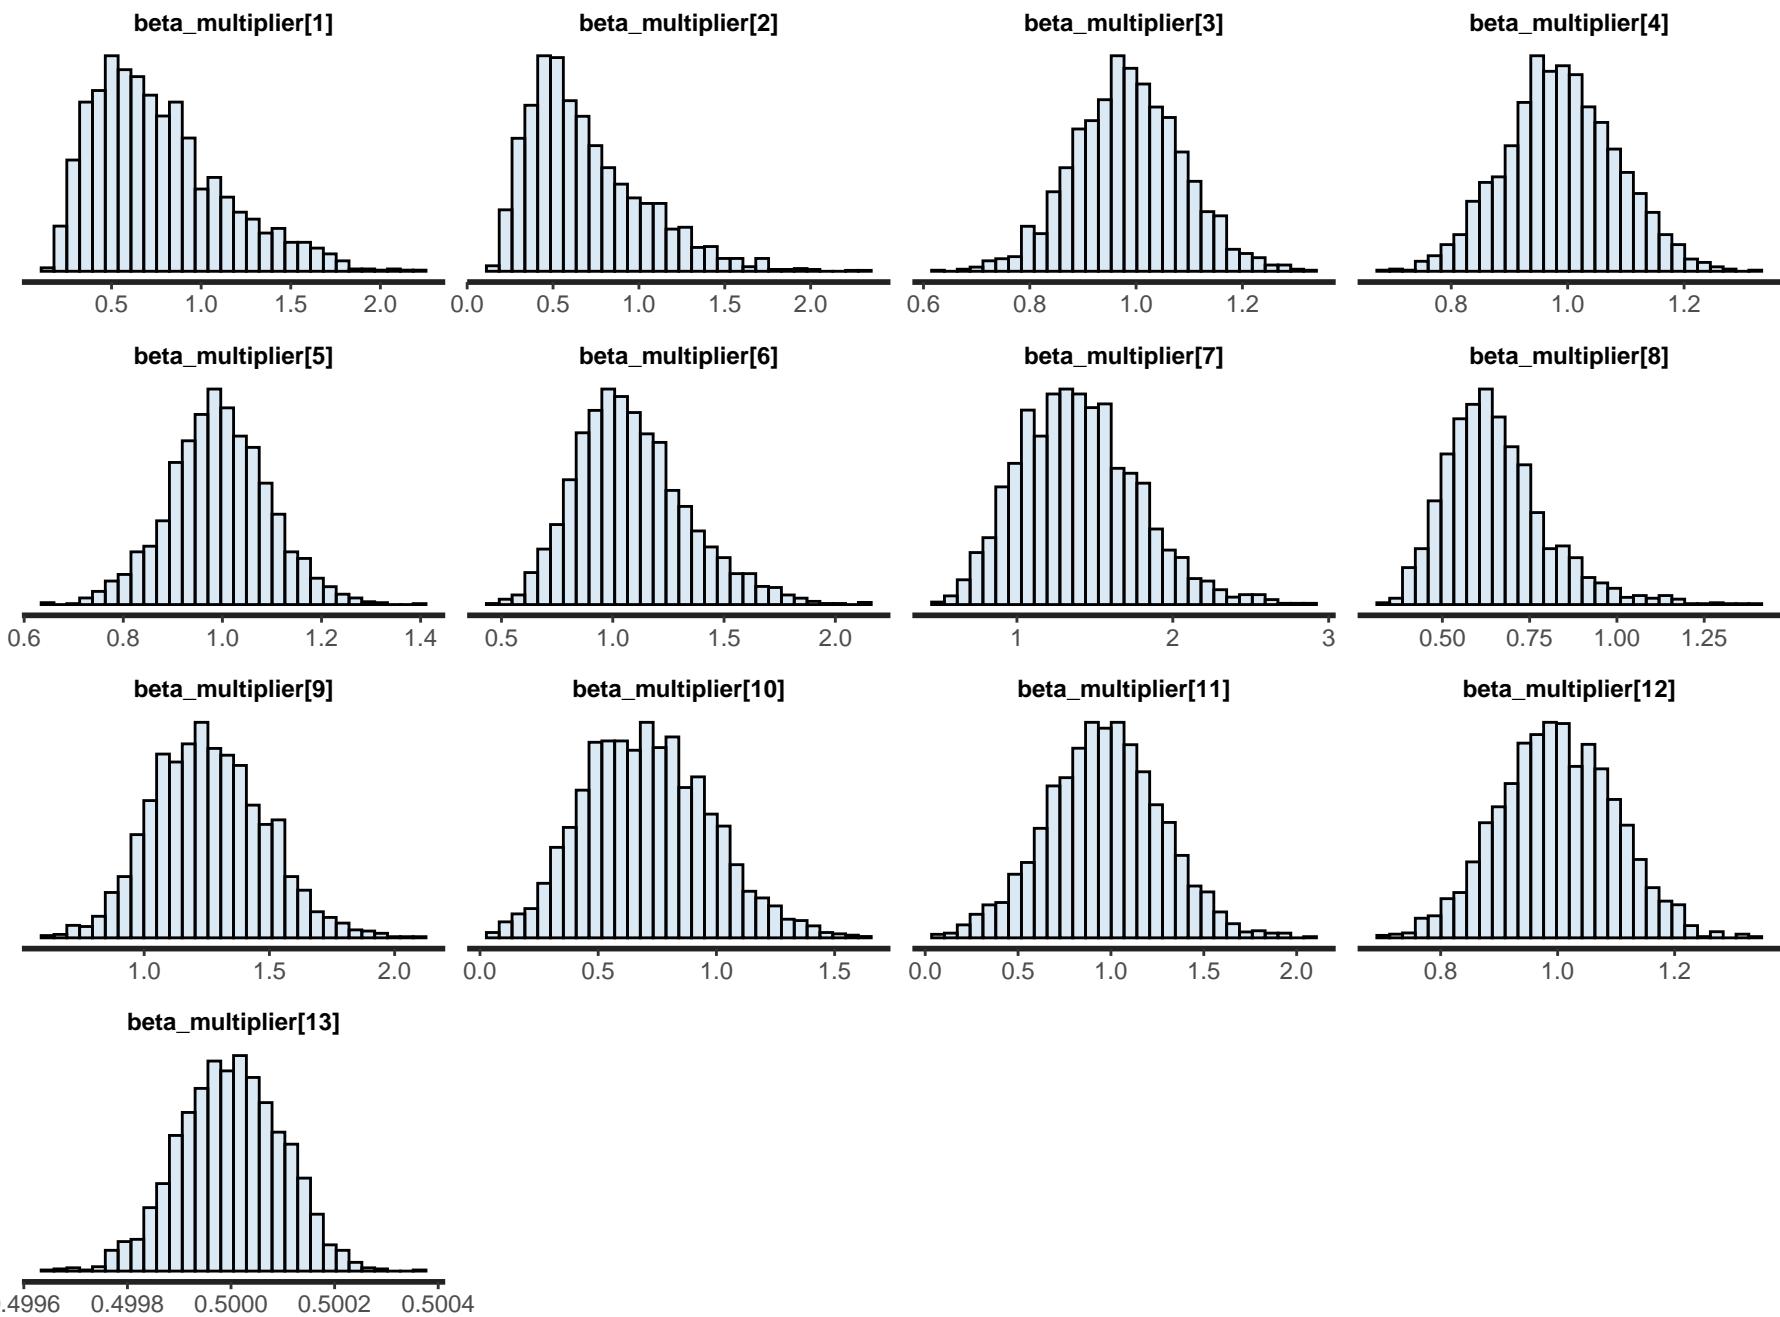 beta_multiplier[1] beta_multiplier[2] beta_multiplier[3] beta_multiplier[4]
0.5 1.0 1.5 2.0 0.0 0.5 1.0 1.5 2.0 0.6 0.8 1.0 1.2 0.8 1.0 1.2
beta_multiplier[5] beta_multiplier[6] beta_multiplier[7] beta_multiplier[8]
0.6 0.8 1.0 1.2 1.4 0.5 1.0 1.5 2.0 1 2 3 0.50 0.75 1.00 1.25
beta_multiplier[9] beta_multiplier[10] beta_multiplier[11] beta_multiplier[12]
1.0 1.5 2.0 0.0 0.5 1.0 1.5 0.0 0.5 1.0 1.5 2.0 0.8 1.0 1.2
beta_multiplier[13]
.4996 0.4998 0.5000 0.5002 0.5004